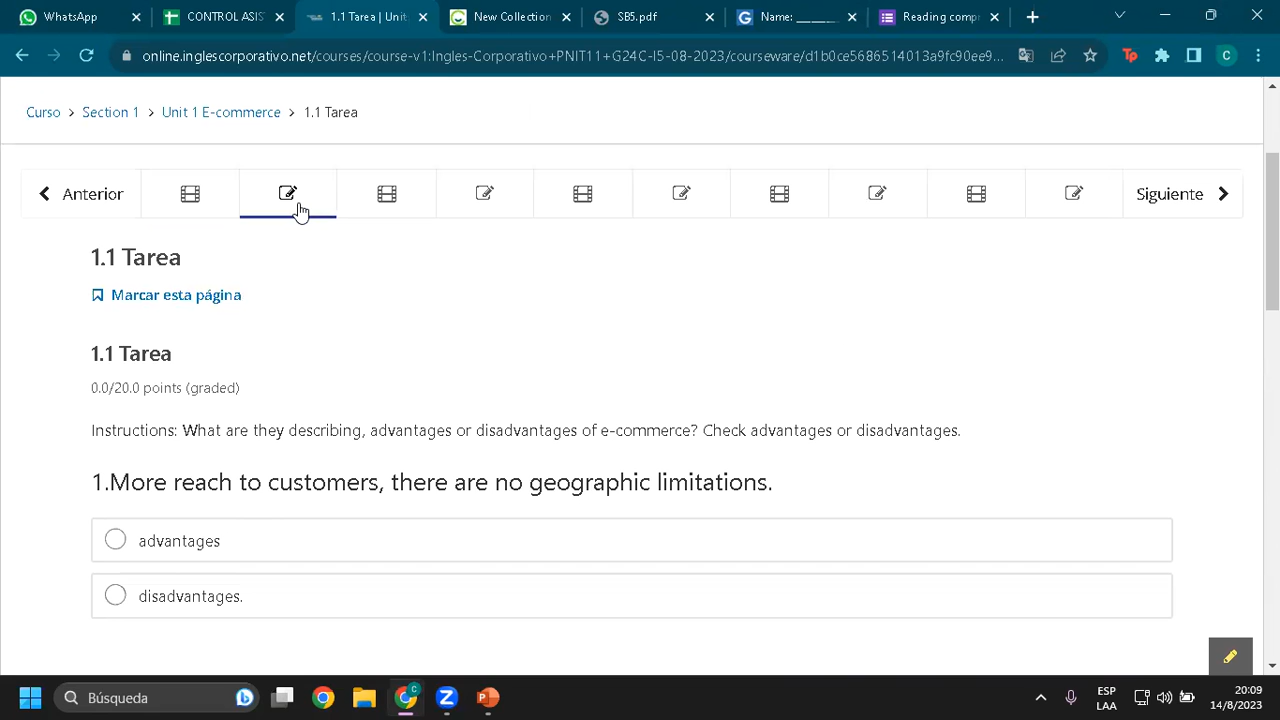 WhatsApp
CONTROL ASIS
1.1 Tarea | Unit
New Collection
SB5.pdf
Name: ______
Reading comp
online.inglescorporativo.net/courses/course-v1:Ingles-Corporativo+PNIT11+G24C-I5-08-2023/courseware/d1b0ce5686514013a9fc90ee9...
Curso > Section 1 > Unit 1 E-commerce > 1.1 Tarea
Anterior
Siguiente
1.1 Tarea
Marcar esta página
1.1 Tarea
0.0/20.0 points (graded)
Instructions: What are they describing, advantages or disadvantages of e-commerce? Check advantages or disadvantages.
1.More reach to customers, there are no geographic limitations.
advantages
disadvantages.
Búsqueda
ESP
LAA
20:09
14/8/2023